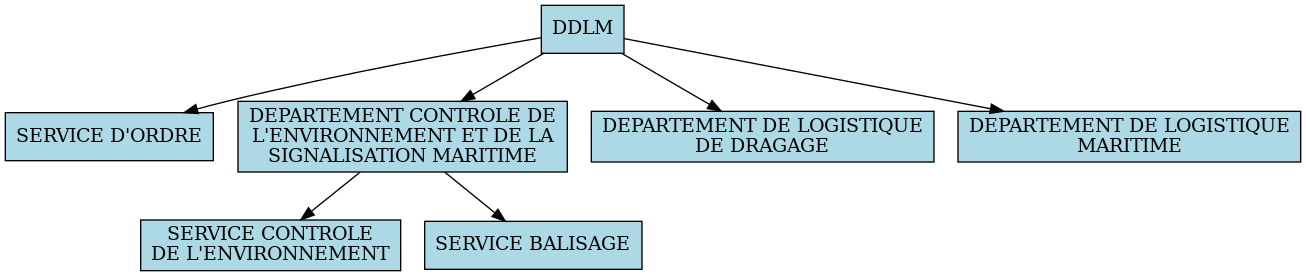 DDLM
SERVICE D'ORDRE
DEPARTEMENT CONTROLE DE
L'ENVIRONNEMENT ET DE LA
SIGNALISATION MARITIME
DEPARTEMENT DE LOGISTIQUE
DE DRAGAGE
DEPARTEMENT DE LOGISTIQUE
MARITIME
SERVICE CONTROLE
DE L'ENVIRONNEMENT
SERVICE BALISAGE